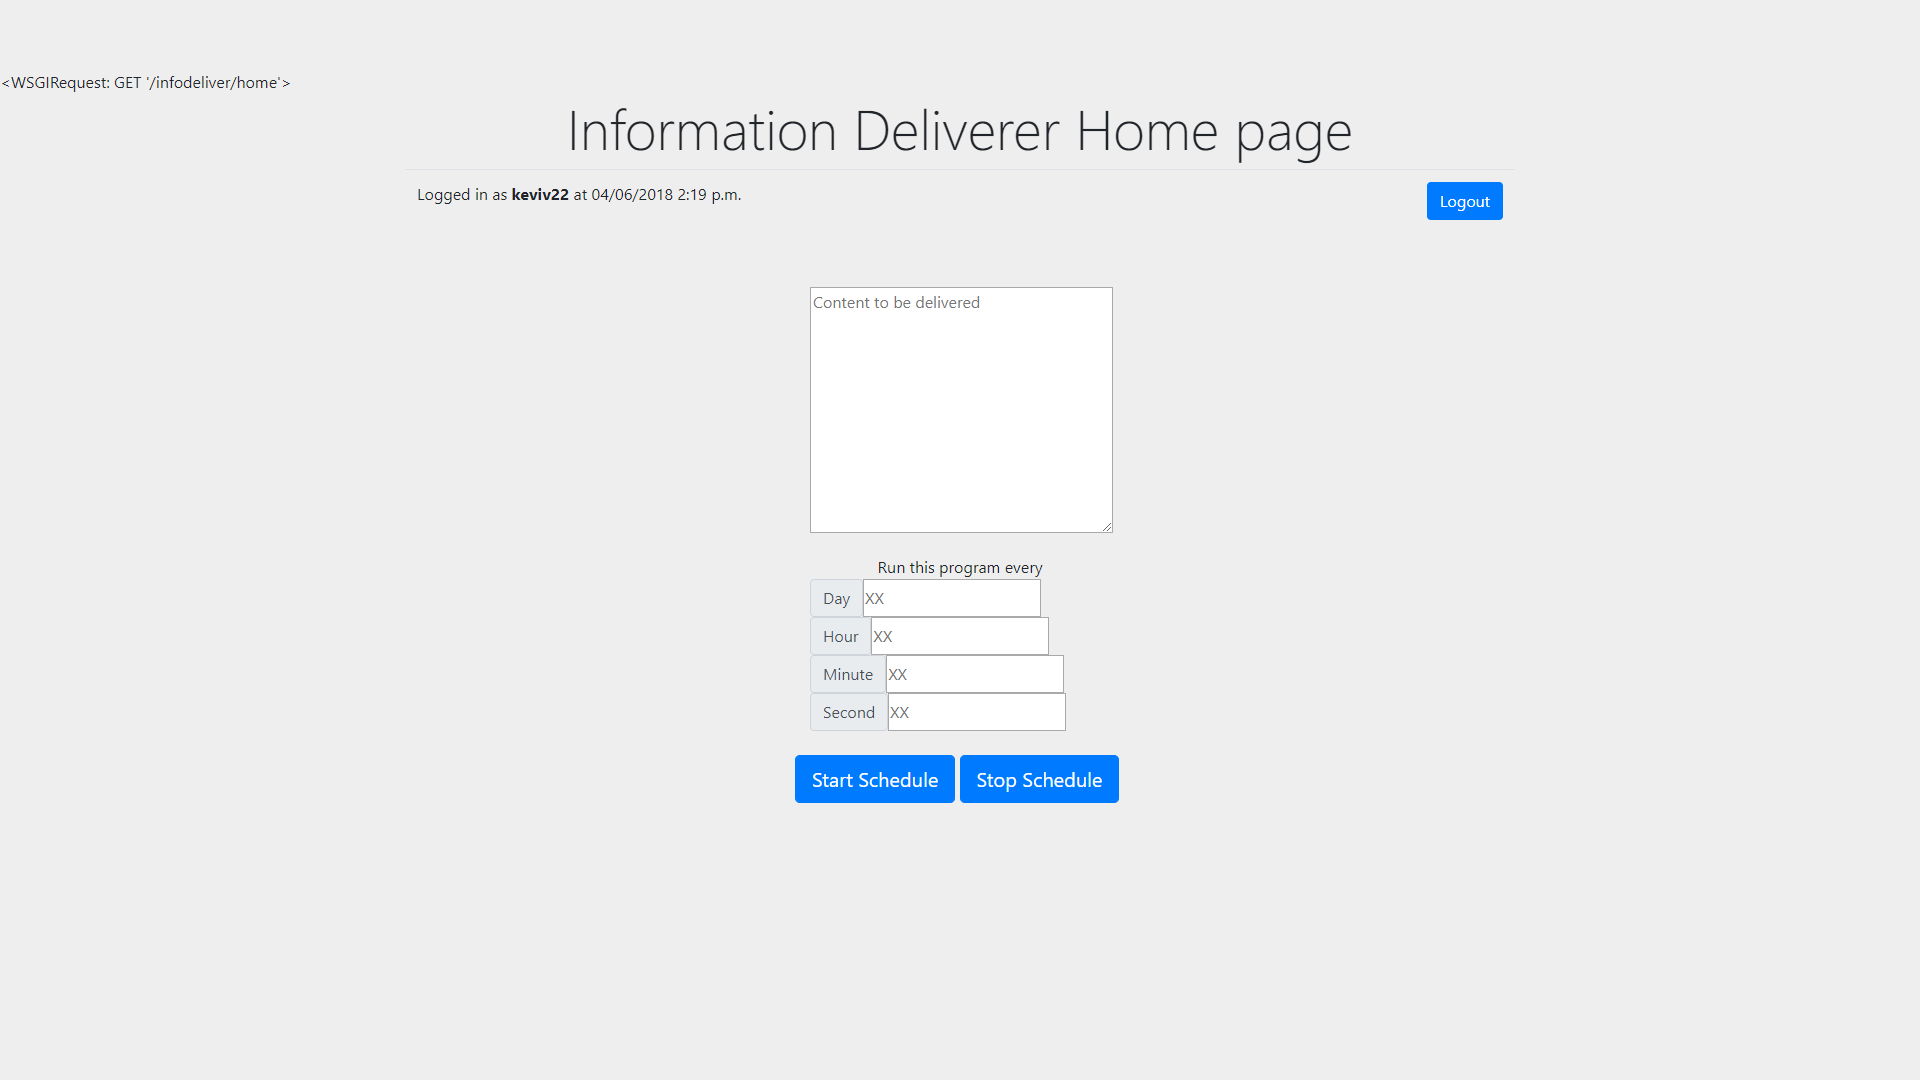 <WSGIRequest: GET '/infodeliver/home'>
Information Deliverer Home page
Logged in as keviv22 at 04/06/2018 2:19 p.m.
Logout
Content to be delivered
Run this program every
Day XX
Hour XX
Minute XX
Second XX
Start Schedule Stop Schedule